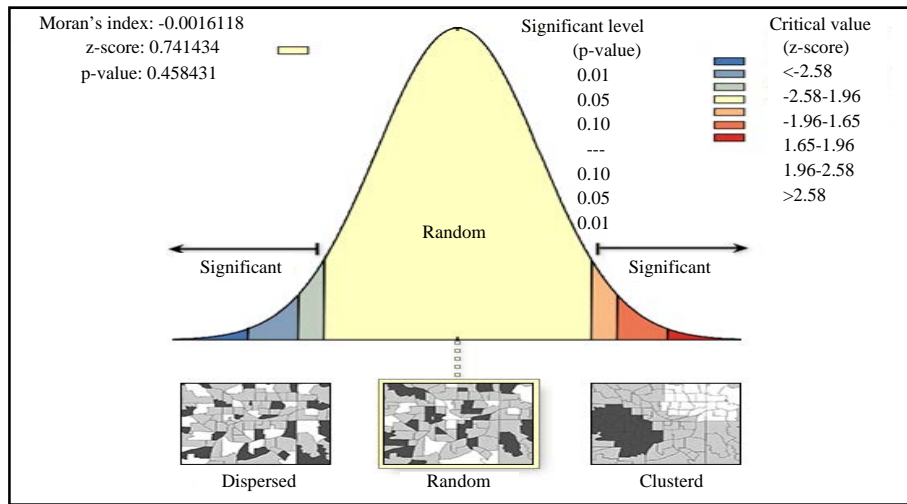 Moran's index: -0.0016118
z-score: 0.741434
p-value: 0.458431
Significant level
(p-value)
0.01
0.05
0.10
---
0.10
0.05
0.01
Critical value
(z-score)
<-2.58
-2.58-1.96
-1.96-1.65
1.65-1.96
1.96-2.58
>2.58
Significant
Random
Significant
Dispersed
Random
Clusterd